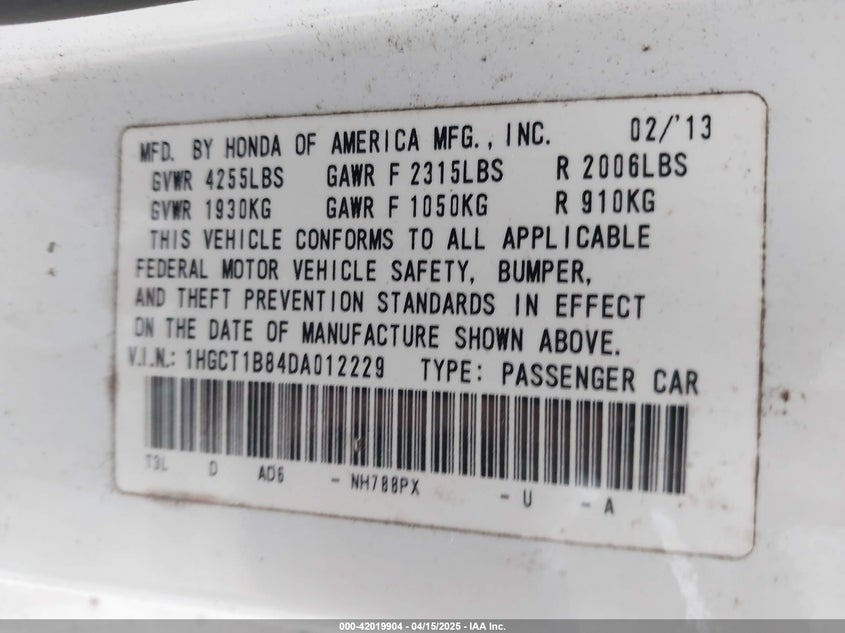 MFD. BY HONDA OF AMERICA MFG., INC. 02/'13
GVWR 4255LBS GAWR F 2315LBS R 2006LBS
GVWR 1930KG GAWR F 1050KG R 910KG
THIS VEHICLE CONFORMS TO ALL APPLICABLE
FEDERAL MOTOR VEHICLE SAFETY, BUMPER,
AND THEFT PREVENTION STANDARDS IN EFFECT
ON THE DATE OF MANUFACTURE SHOWN ABOVE.
V.I.N.: 1HGCT1B84DA012229 TYPE: PASSENGER CAR
T3L D AD6 - NH788PX - U - A
000-42019904 - 04/15/2025 - IAA Inc.